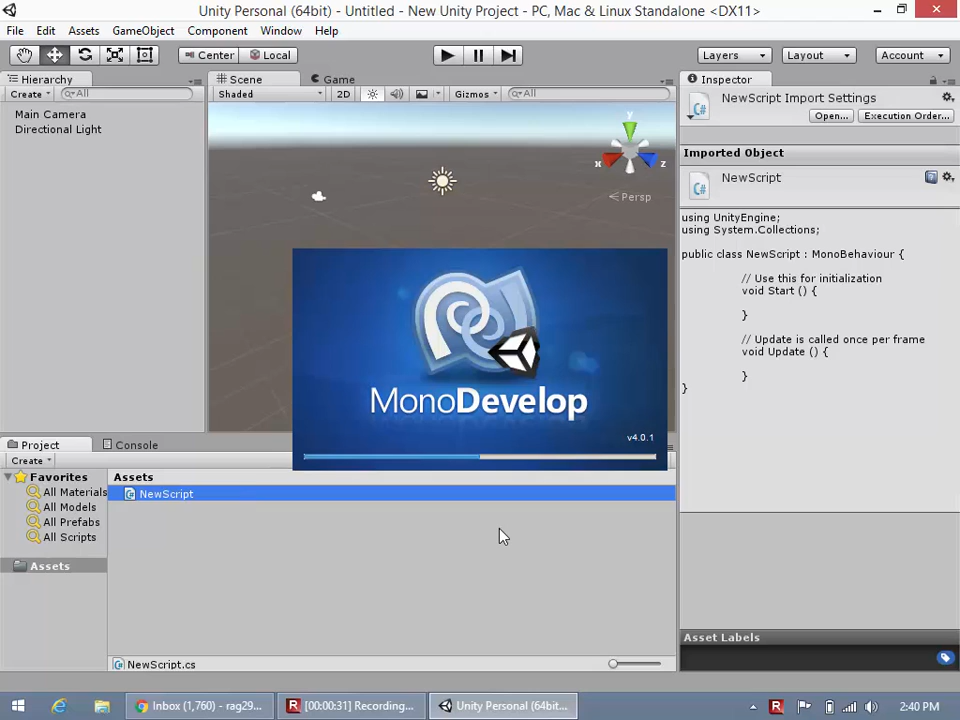 Unity Personal (64bit) - Untitled - New Unity Project - PC, Mac & Linux Standalone <DX11>
File Edit Assets GameObject Component Window Help
Center Local Layers Layout Account
Hierarchy Scene Game Inspector
Create All Shaded 2D Gizmos All
Main Camera
Directional Light
y
x
z
Persp
NewScript Import Settings
Open... Execution Order...
Imported Object
NewScript
using UnityEngine;
using System.Collections;
public class NewScript : MonoBehaviour {
// Use this for initialization
void Start () {
}
// Update is called once per frame
void Update () {
}
}
MonoDevelop
v4.0.1
Project Console
Create
Favorites
All Materials
All Models
All Prefabs
All Scripts
Assets
Assets
NewScript
NewScript.cs
Asset Labels
Inbox (1,760) - rag29...
[00:00:31] Recording...
Unity Personal (64bit...
2:40 PM